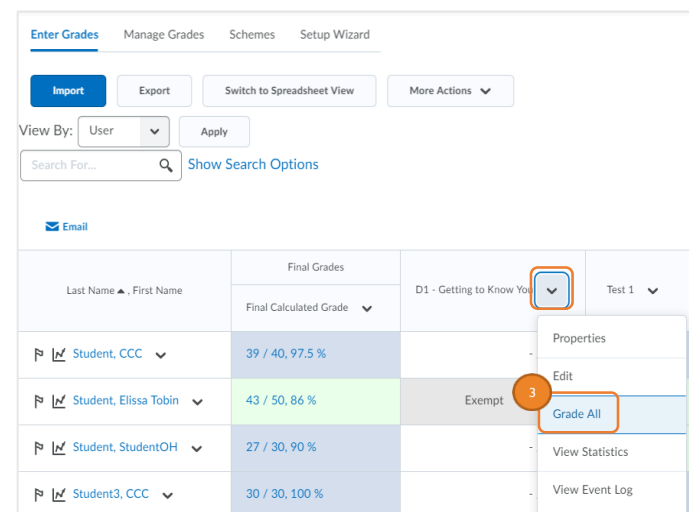 Enter Grades Manage Grades Schemes Setup Wizard
Import Export Switch to Spreadsheet View More Actions
View By: User Apply
Search For... Show Search Options
Email
Last Name , First Name
Final Grades
Final Calculated Grade
D1 - Getting to Know You
Test 1
Student, CCC 39 / 40, 97.5 % -
Student, Elissa Tobin 43 / 50, 86 % Exempt
Student, StudentOH 27 / 30, 90 % -
Student3, CCC 30 / 30, 100 % -
Properties
Edit
3
Grade All
View Statistics
View Event Log